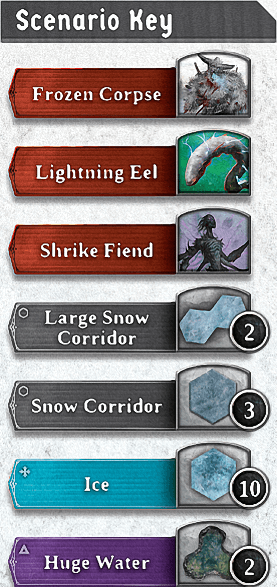 Scenario Key
Frozen Corpse
Lightning Eel
Shrike Fiend
Large Snow
Corridor
2
Snow Corridor
3
Ice
10
Huge Water
2